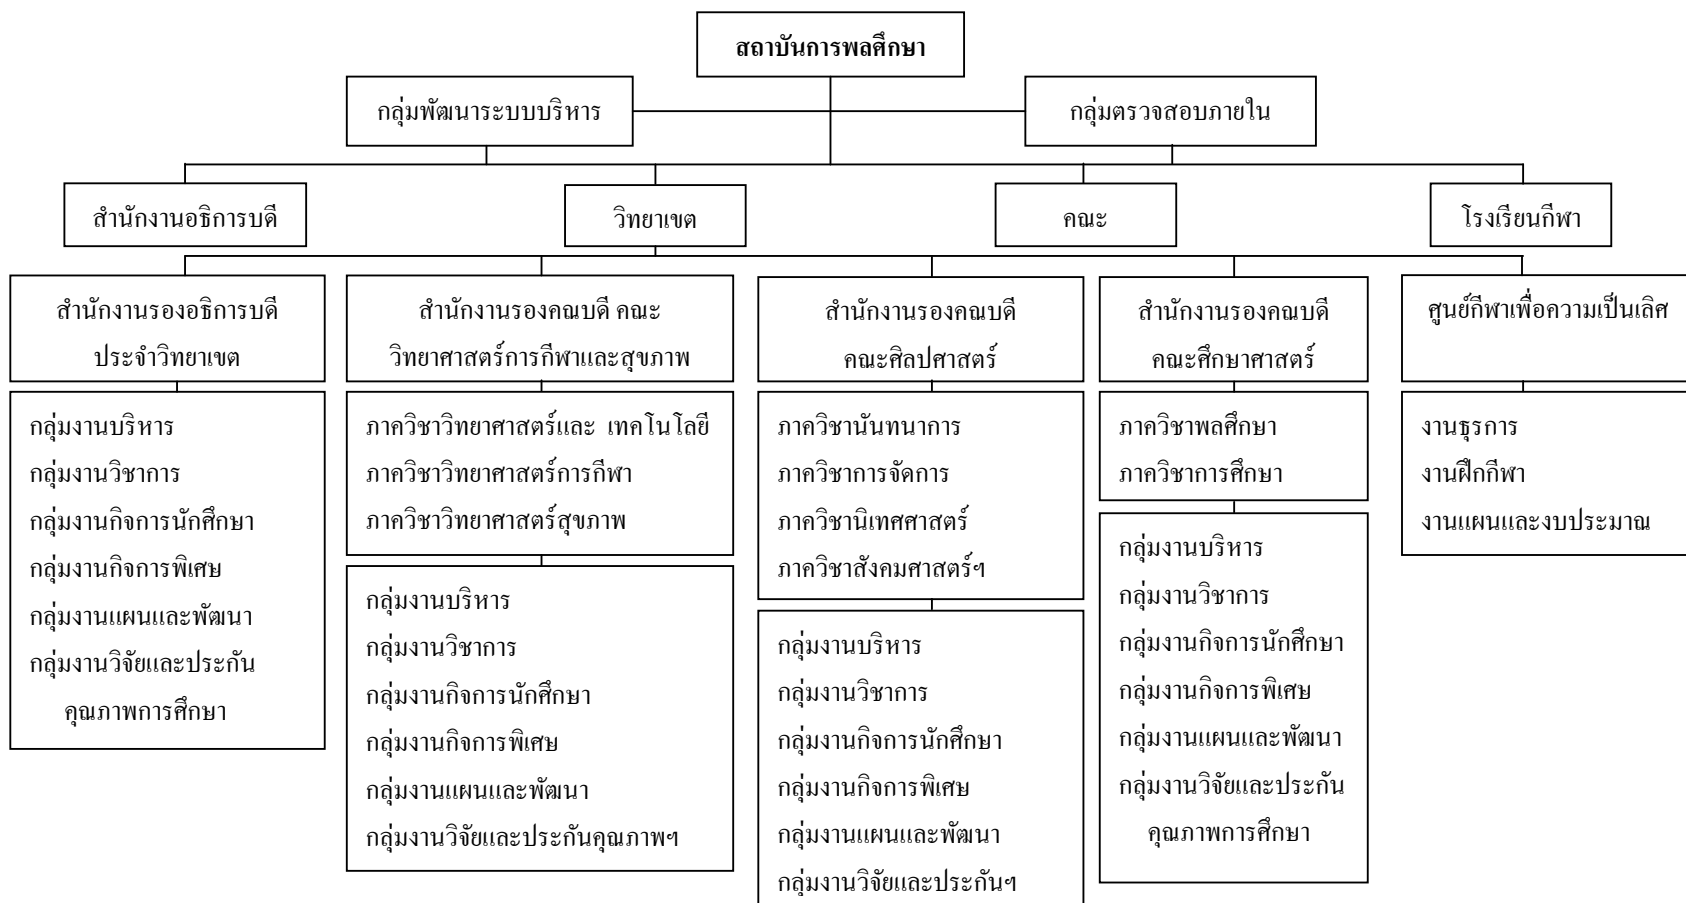 สถาบันการพลศึกษา
กลุ่มพัฒนาระบบบริหาร
กลุ่มตรวจสอบภายใน
สำนักงานอธิการบดี
วิทยาเขต
คณะ
โรงเรียนกีฬา
สำนักงานรองอธิการบดี
ประจำวิทยาเขต
สำนักงานรองคณบดี คณะ
วิทยาศาสตร์การกีฬาและสุขภาพ
สำนักงานรองคณบดี
คณะศิลปศาสตร์
สำนักงานรองคณบดี
คณะศึกษาศาสตร์
ศูนย์กีฬาเพื่อความเป็นเลิศ
กลุ่มงานบริหาร
กลุ่มงานวิชาการ
กลุ่มงานกิจการนักศึกษา
กลุ่มงานกิจการพิเศษ
กลุ่มงานแผนและพัฒนา
กลุ่มงานวิจัยและประกัน
คุณภาพการศึกษา
ภาควิชาวิทยาศาสตร์และ เทคโนโลยี
ภาควิชาวิทยาศาสตร์การกีฬา
ภาควิชาวิทยาศาสตร์สุขภาพ
กลุ่มงานบริหาร
กลุ่มงานวิชาการ
กลุ่มงานกิจการนักศึกษา
กลุ่มงานกิจการพิเศษ
กลุ่มงานแผนและพัฒนา
กลุ่มงานวิจัยและประกันคุณภาพฯ
ภาควิชานันทนาการ
ภาควิชาการจัดการ
ภาควิชานิเทศศาสตร์
ภาควิชาสังคมศาสตร์ฯ
กลุ่มงานบริหาร
กลุ่มงานวิชาการ
กลุ่มงานกิจการนักศึกษา
กลุ่มงานกิจการพิเศษ
กลุ่มงานแผนและพัฒนา
กลุ่มงานวิจัยและประกันฯ
ภาควิชาพลศึกษา
ภาควิชาการศึกษา
กลุ่มงานบริหาร
กลุ่มงานวิชาการ
กลุ่มงานกิจการนักศึกษา
กลุ่มงานกิจการพิเศษ
กลุ่มงานแผนและพัฒนา
กลุ่มงานวิจัยและประกัน
คุณภาพการศึกษา
งานธุรการ
งานฝึกกีฬา
งานแผนและงบประมาณ